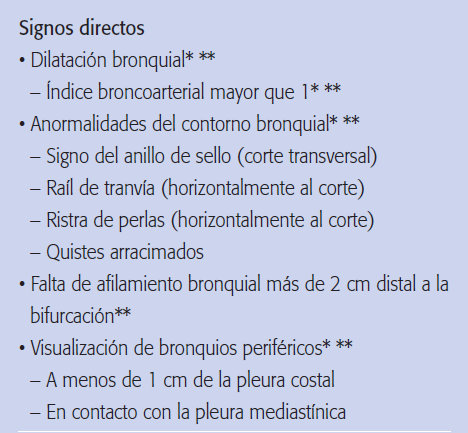 Signos directos
• Dilatación bronquial* **
– Índice broncoarterial mayor que 1* **
• Anormalidades del contorno bronquial* **
– Signo del anillo de sello (corte transversal)
– Raíl de tranvía (horizontalmente al corte)
– Ristra de perlas (horizontalmente al corte)
– Quistes arracimados
• Falta de afilamiento bronquial más de 2 cm distal a la
bifurcación**
• Visualización de bronquios periféricos* **
– A menos de 1 cm de la pleura costal
– En contacto con la pleura mediastínica